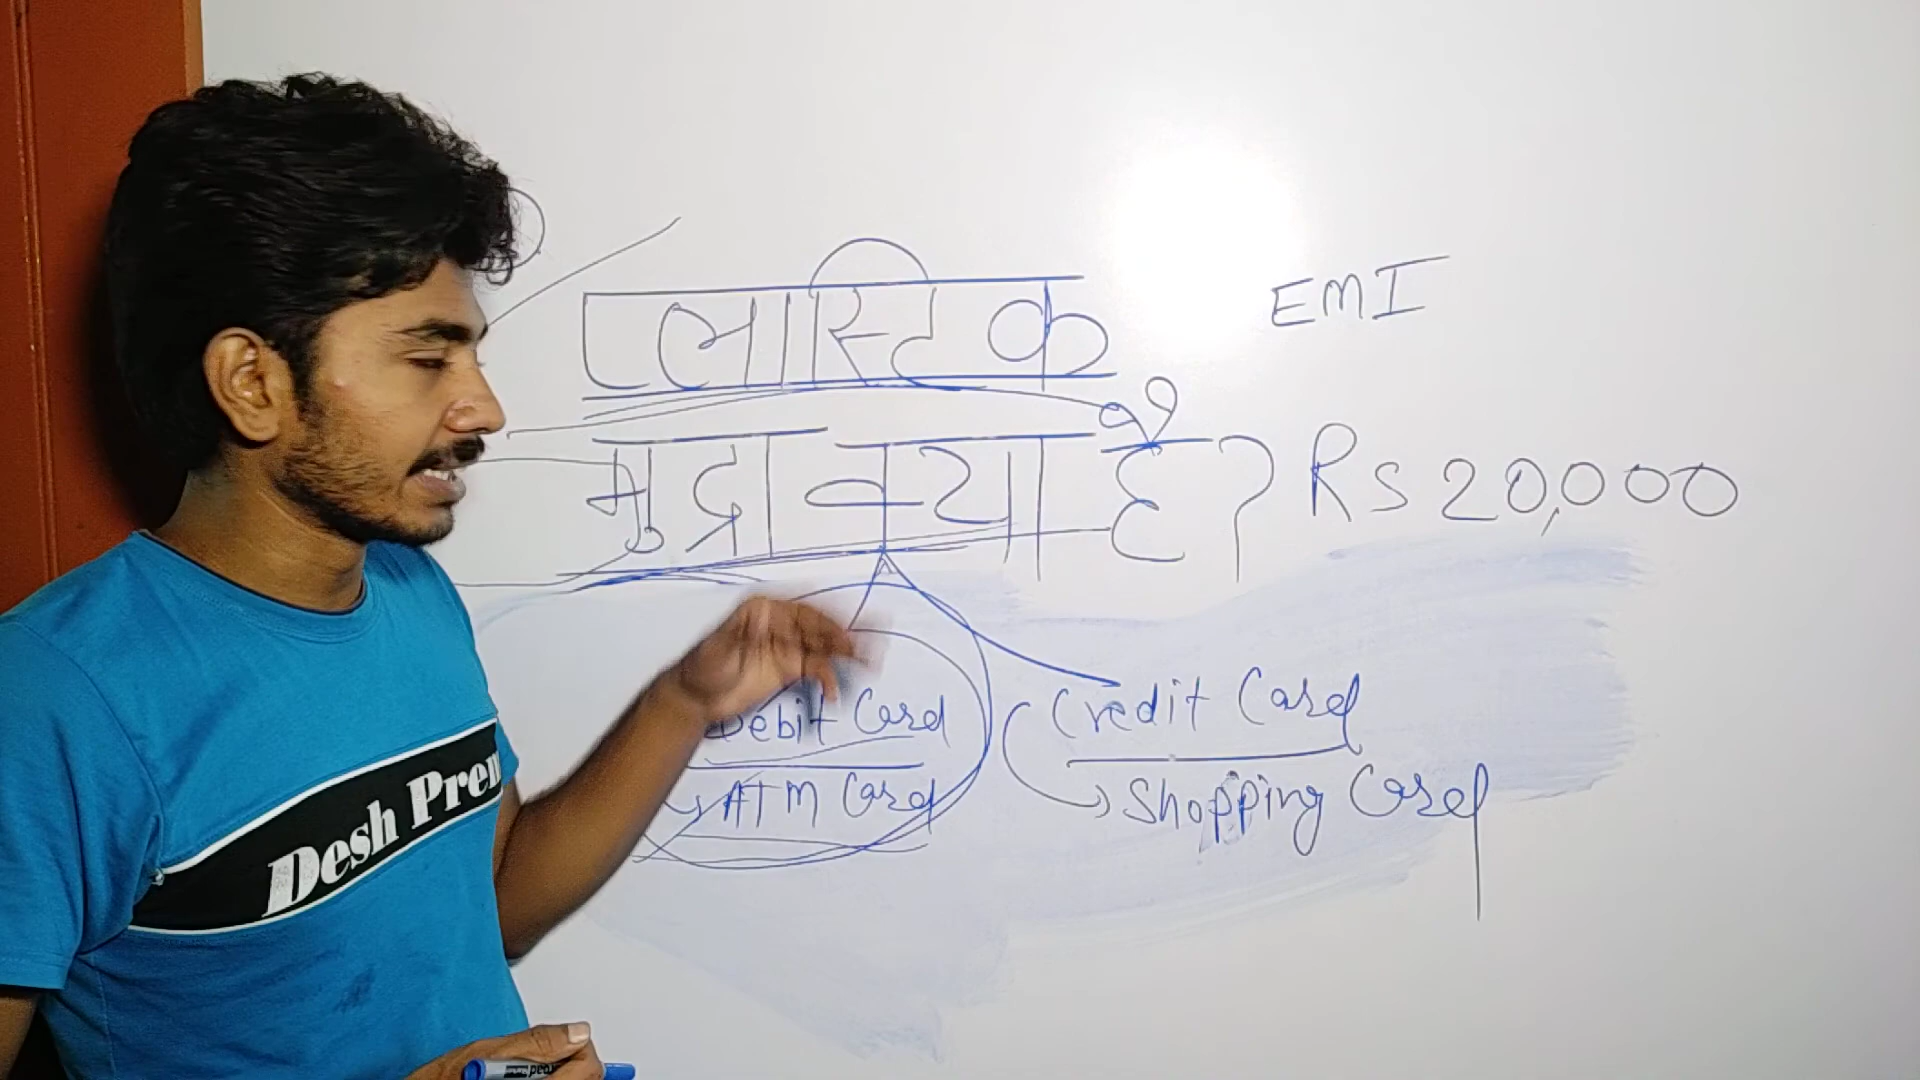 प्लास्टिक
EMI
मुद्रा क्या है?
Rs 20,000
Debit Card
Credit Card
ATM Card
Shopping Card
Desh Prem